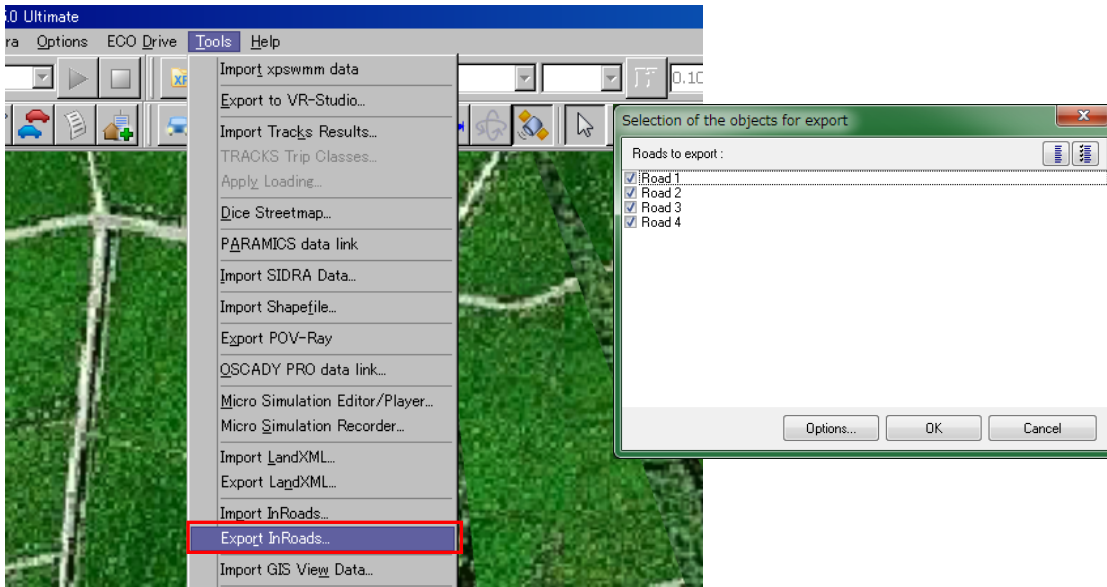 5.0 Ultimate
ra Options ECO Drive Tools Help
Import xpswmm data
Export to VR-Studio...
Import Tracks Results...
TRACKS Trip Classes...
Apply Loading...
Dice Streetmap...
PARAMICS data link
Import SIDRA Data...
Import Shapefile...
Export POV-Ray
OSCADY PRO data link...
Micro Simulation Editor/Player...
Micro Simulation Recorder...
Import LandXML...
Export LandXML...
Import InRoads...
Export InRoads...
Import GIS View Data...
XP
0.10
Selection of the objects for export
Roads to export :
Road 1
Road 2
Road 3
Road 4
Options...
OK
Cancel